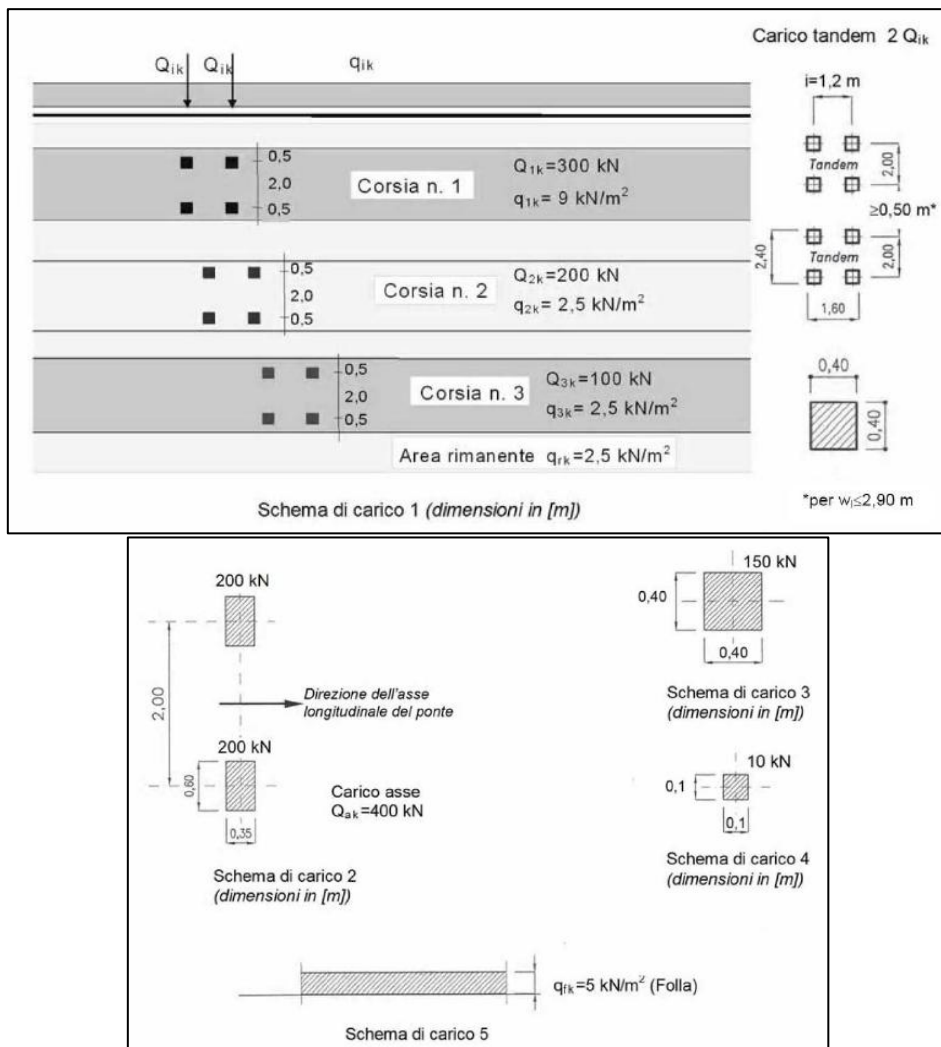 Carico tandem 2 Qik
Qik Qik qik
i=1,2 m
0,5
2,0
0,5
Corsia n. 1
Q1k=300 kN
q1k= 9 kN/m²
Tandem
2,00
≥0,50 m*
0,5
2,0
0,5
Corsia n. 2
Q2k=200 kN
q2k= 2,5 kN/m²
2,40
Tandem
2,00
1,60
0,5
2,0
0,5
Corsia n. 3
Q3k=100 kN
q3k= 2,5 kN/m²
0,40
0,40
Area rimanente qrk=2,5 kN/m²
Schema di carico 1 (dimensioni in [m])
*per wl≤2,90 m
200 kN
2,00
Direzione dell'asse
longitudinale del ponte
200 kN
0,60
0,35
Carico asse
Qak=400 kN
Schema di carico 2
(dimensioni in [m])
150 kN
0,40
0,40
Schema di carico 3
(dimensioni in [m])
10 kN
0,1
0,1
Schema di carico 4
(dimensioni in [m])
qfk=5 kN/m² (Folla)
Schema di carico 5